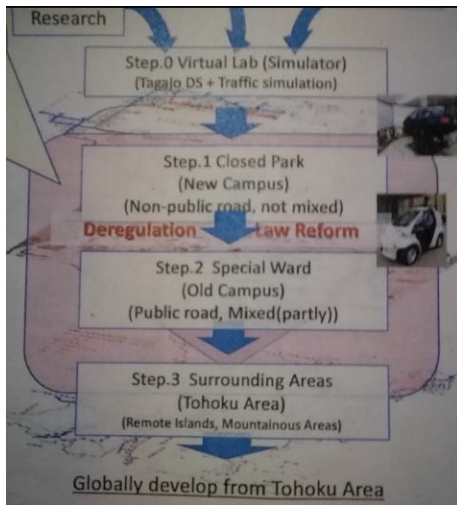 Research
Step.0 Virtual Lab (Simulator)
(Tagajo DS + Traffic simulation)
Step.1 Closed Park
(New Campus)
(Non-public road, not mixed)
Deregulation Law Reform
Step.2 Special Ward
(Old Campus)
(Public road, Mixed(partly))
Step.3 Surrounding Areas
(Tohoku Area)
(Remote Islands, Mountainous Areas)
Globally develop from Tohoku Area